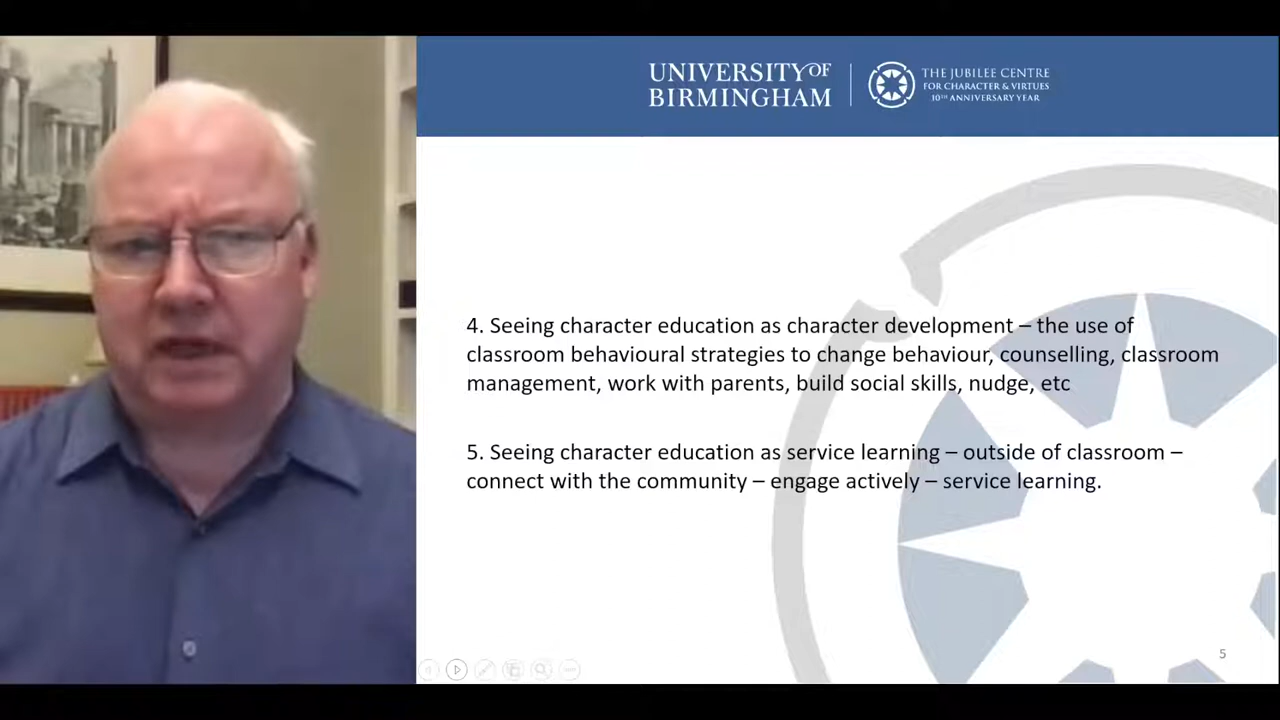 UNIVERSITY OF
BIRMINGHAM
THE JUBILEE CENTRE
FOR CHARACTER & VIRTUES
10TH ANNIVERSARY YEAR
4. Seeing character education as character development – the use of
classroom behavioural strategies to change behaviour, counselling, classroom
management, work with parents, build social skills, nudge, etc
5. Seeing character education as service learning – outside of classroom –
connect with the community – engage actively – service learning.
5